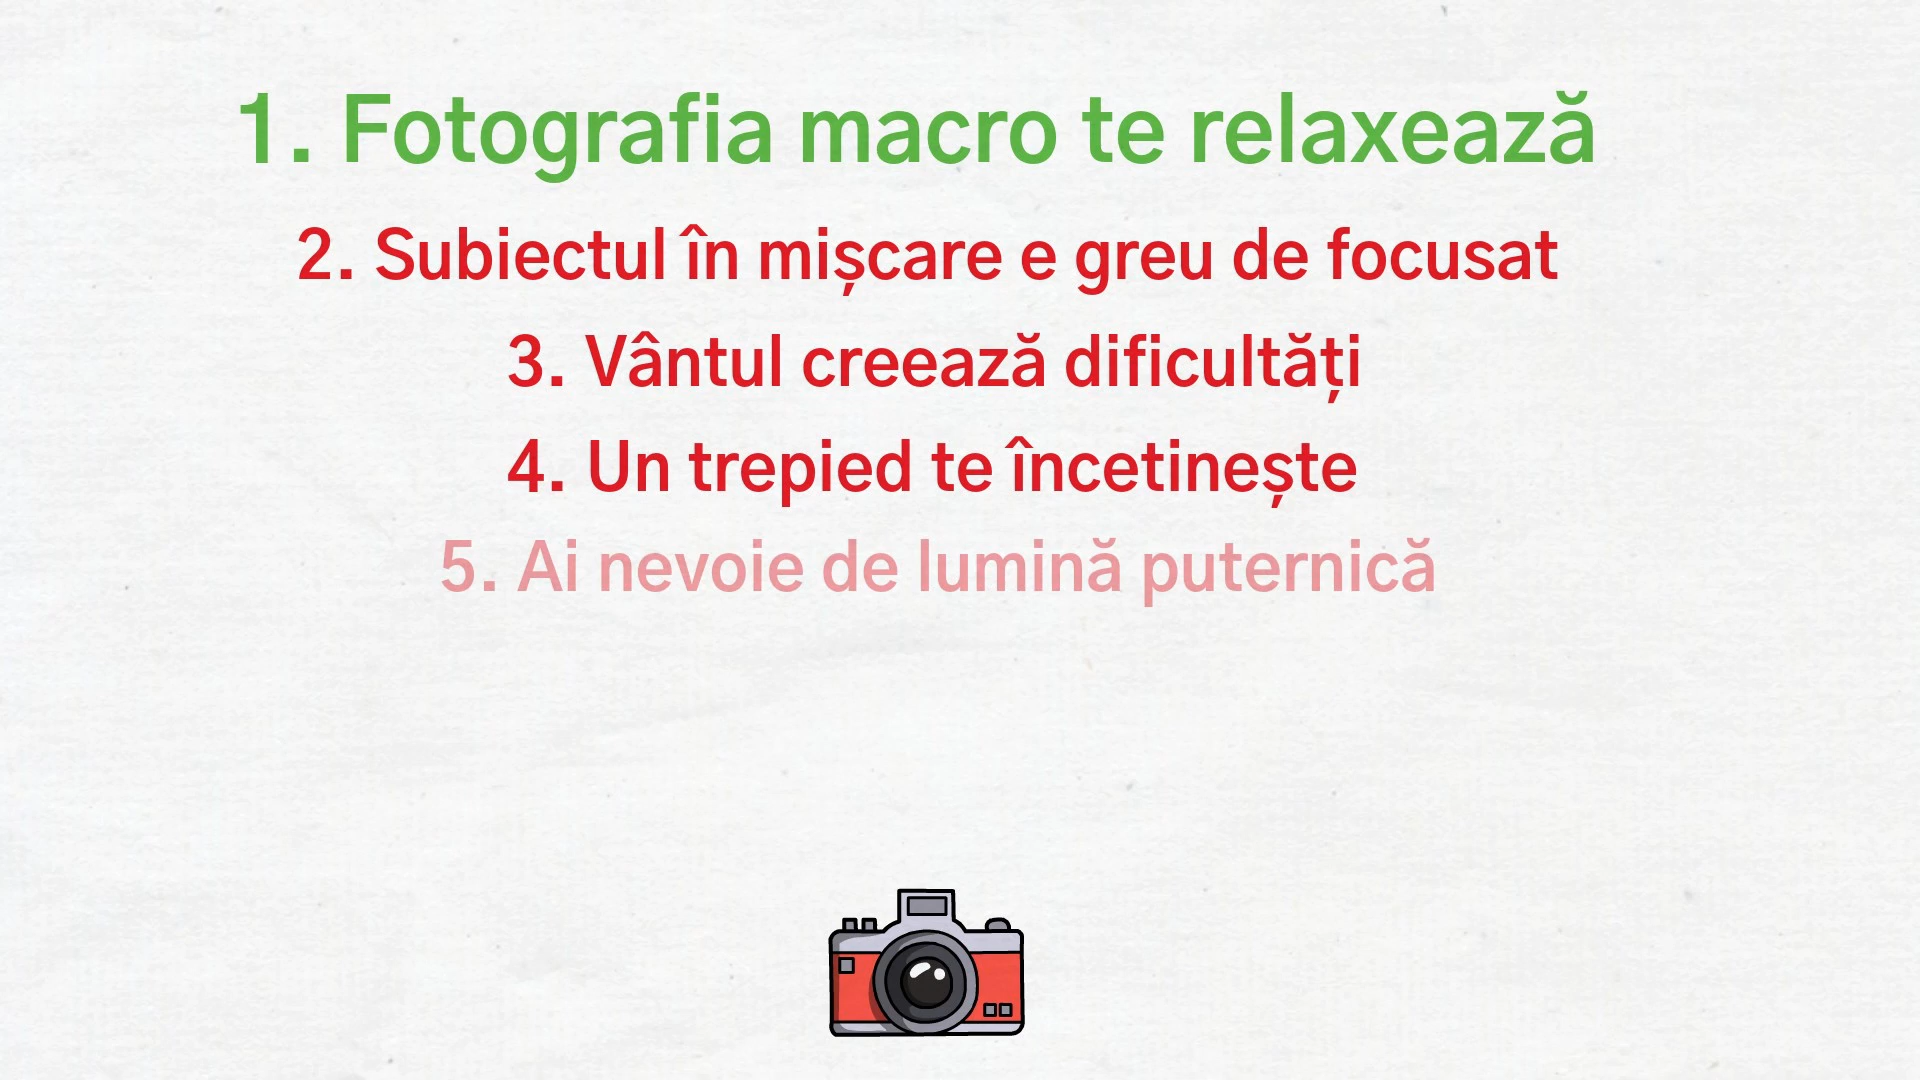 1. Fotografia macro te relaxează
2. Subiectul în mișcare e greu de focusat
3. Vântul creează dificultăți
4. Un trepied te încetinește
5. Ai nevoie de lumină puternică